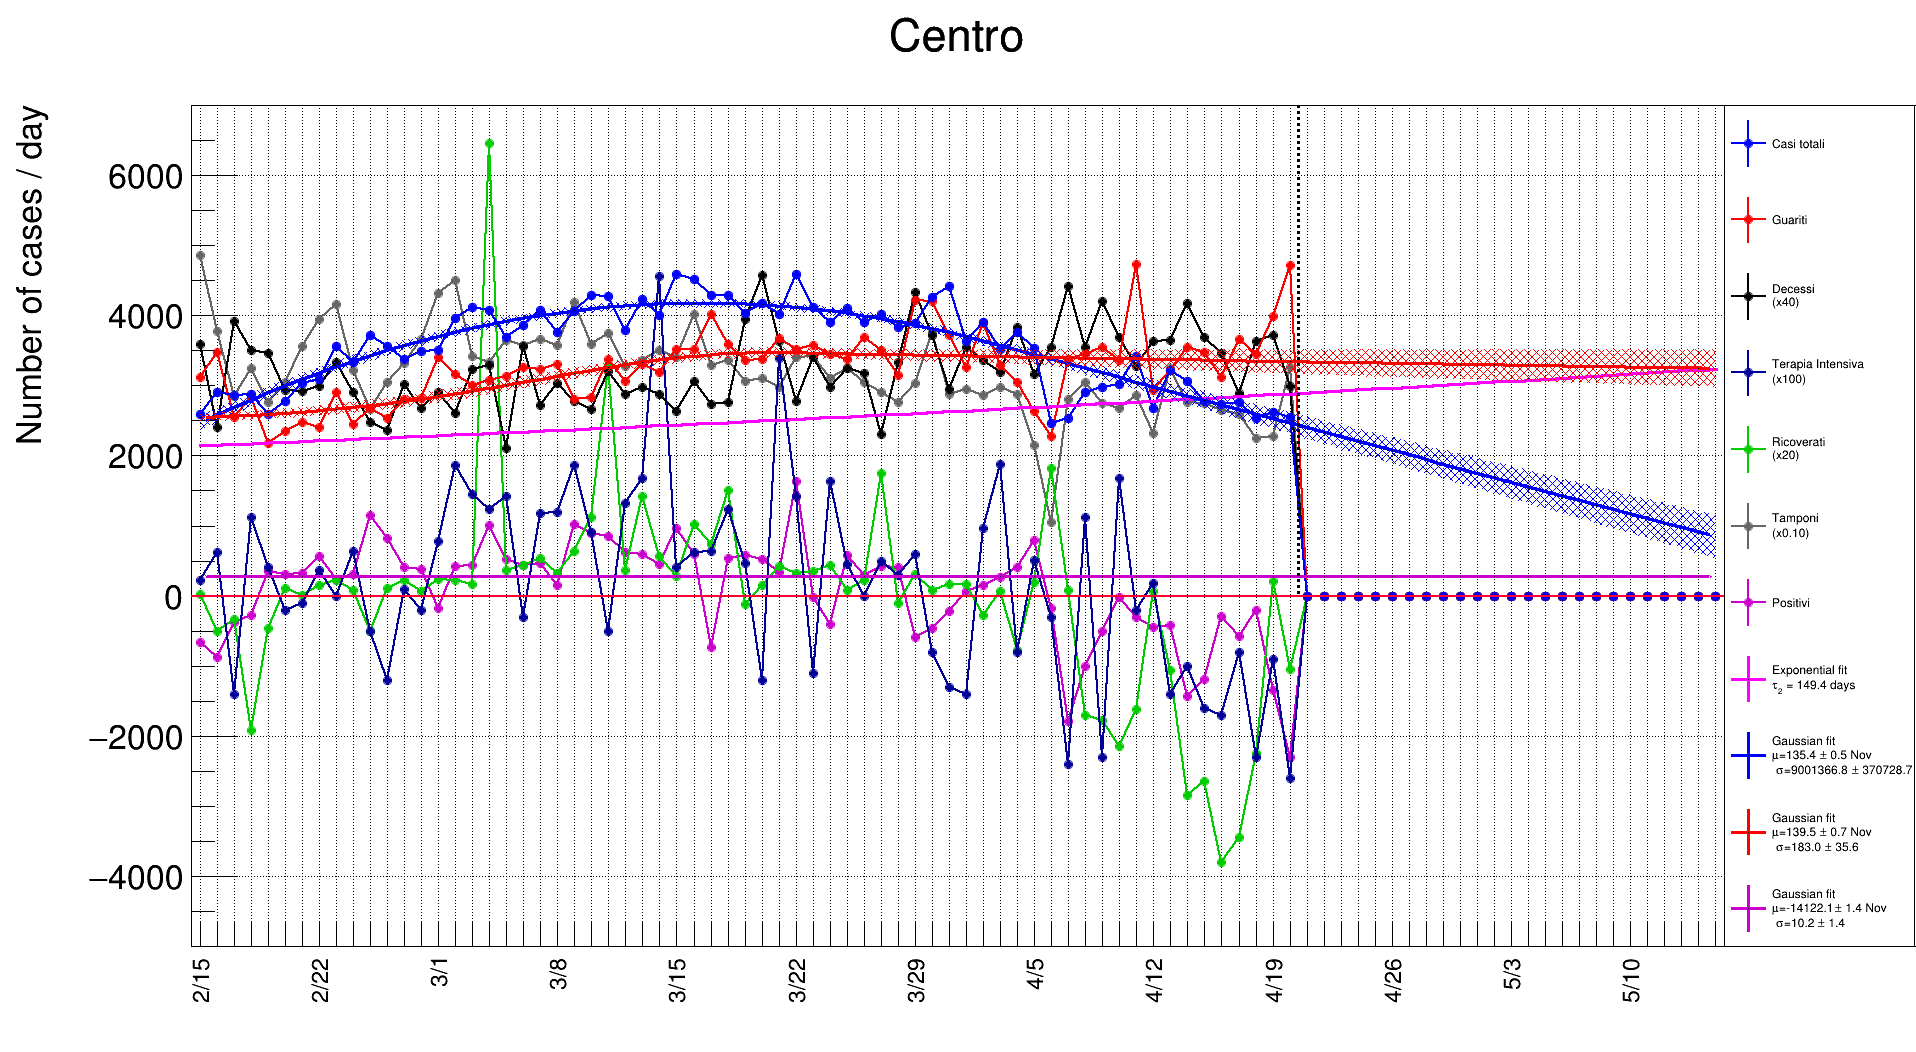 Centro
Number of cases / day
6000
4000
2000
0
−2000
−4000
2/15
2/22
3/1
3/8
3/15
3/22
3/29
4/5
4/12
4/19
4/26
5/3
5/10
Casi totali
Guariti
Decessi
(x40)
Terapia Intensiva
(x100)
Ricoverati
(x20)
Tamponi
(x0.10)
Positivi
Exponential fit
τ2 = 149.4 days
Gaussian fit
μ=135.4 ± 0.5 Nov
σ=9001366.8 ± 370728.7
Gaussian fit
μ=139.5 ± 0.7 Nov
σ=183.0 ± 35.6
Gaussian fit
μ=-14122.1 ± 1.4 Nov
σ=10.2 ± 1.4